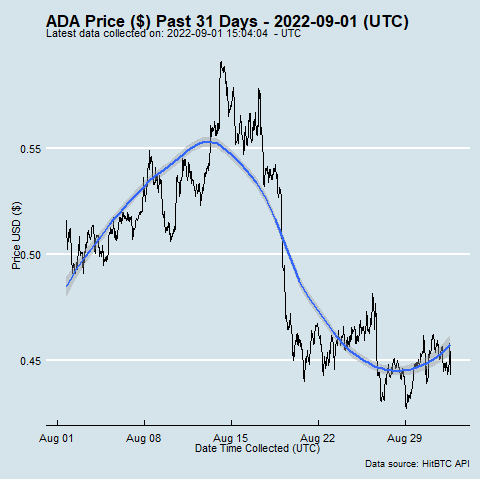 ADA Price ($) Past 31 Days - 2022-09-01 (UTC)
Latest data collected on: 2022-09-01 15:04:04 - UTC
0.55
0.50
0.45
Price USD ($)
Aug 01 Aug 08 Aug 15 Aug 22 Aug 29
Date Time Collected (UTC)
Data source: HitBTC API